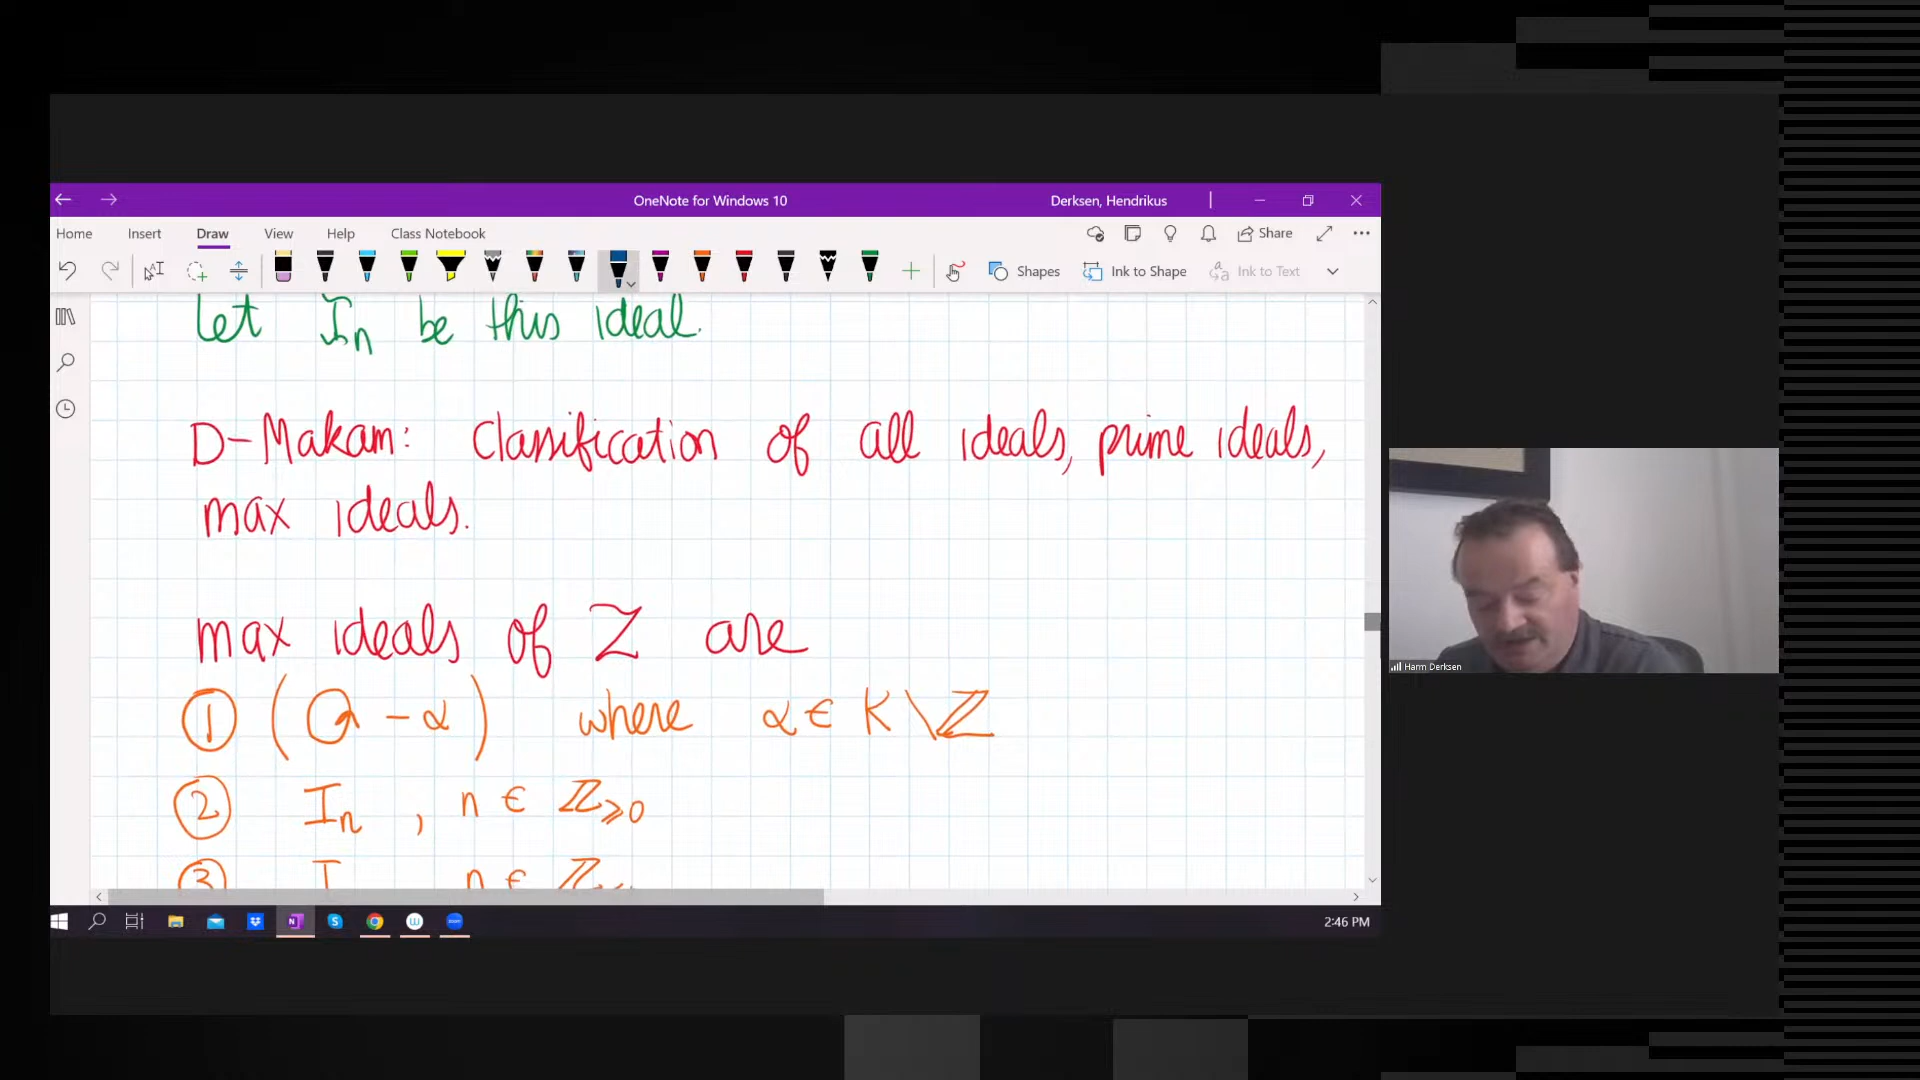 OneNote for Windows 10
Derksen, Hendrikus
Home Insert Draw View Help Class Notebook
Share
Shapes Ink to Shape Ink to Text
let In be this ideal.
D-Makam: Classification of all ideals, prime ideals,
max ideals.
max ideals of Z are
① ( - α) where α ∈ K \ ℤ
② In , n ∈ ℤ≥0
③ I n ∈ ℤ
Harm Derksen
2:46 PM